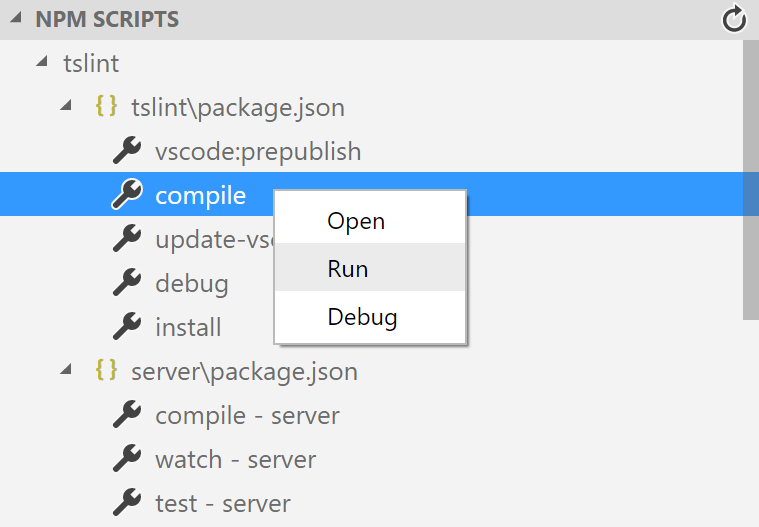 NPM SCRIPTS
tslint
{ } tslint\package.json
vscode:prepublish
compile
Open
update-vs
Run
debug
Debug
install
{ } server\package.json
compile - server
watch - server
test - server